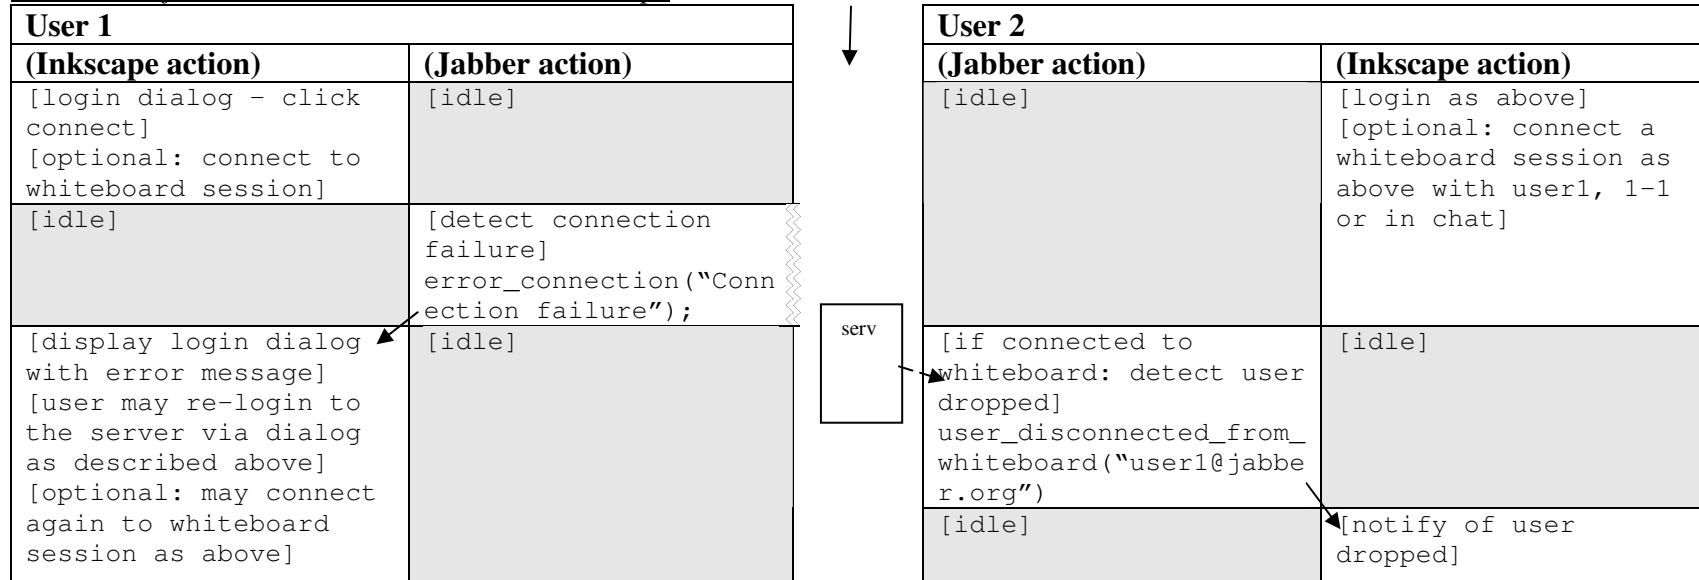 User 1
(Inkscape action)
(Jabber action)
[login dialog – click
connect]
[optional: connect to
whiteboard session]
[idle]
[idle]
[detect connection
failure]
error_connection(“Conn
ection failure”);
[display login dialog
with error message]
[user may re-login to
the server via dialog
as described above]
[optional: may connect
again to whiteboard
session as above]
[idle]
serv
User 2
(Jabber action)
(Inkscape action)
[idle]
[login as above]
[optional: connect a
whiteboard session as
above with user1, 1-1
or in chat]
[if connected to
whiteboard: detect user
dropped]
user_disconnected_from_
whiteboard(“user1@jabbe
r.org”)
[idle]
[idle]
[notify of user
dropped]